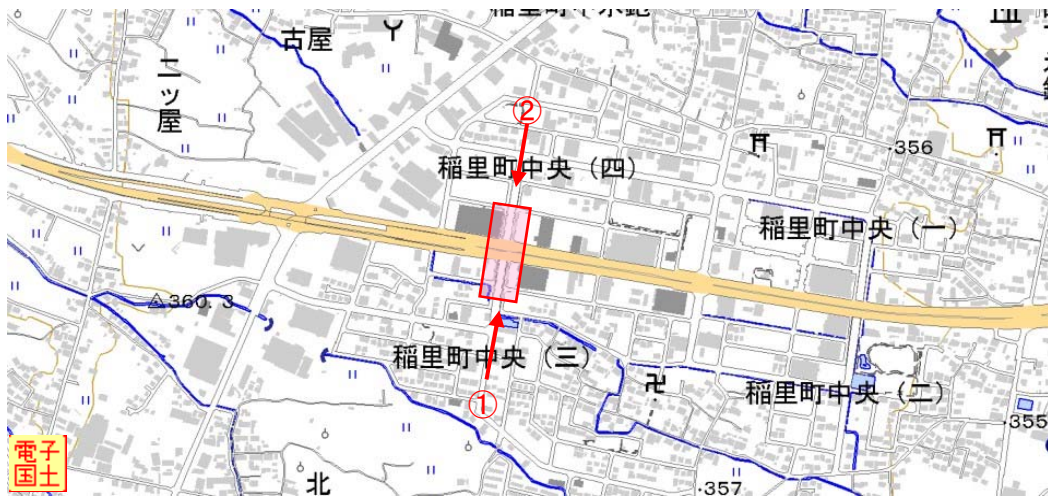 古屋
二ッ屋
②
稲里町中央（四）
・356
稲里町中央（一）
360.3
稲里町中央（三）
①
稲里町中央（二）
・355
・357
北
電子
国土